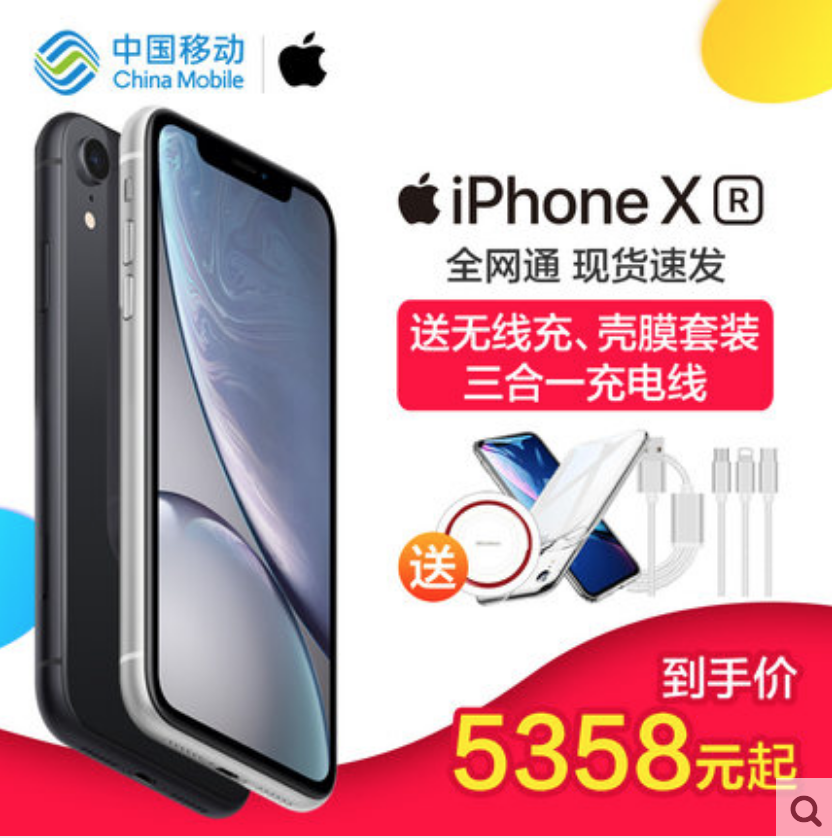 中国移动
China Mobile
iPhone X R
全网通 现货速发
送无线充、壳膜套装
三合一充电线
送
到手价
5358元起